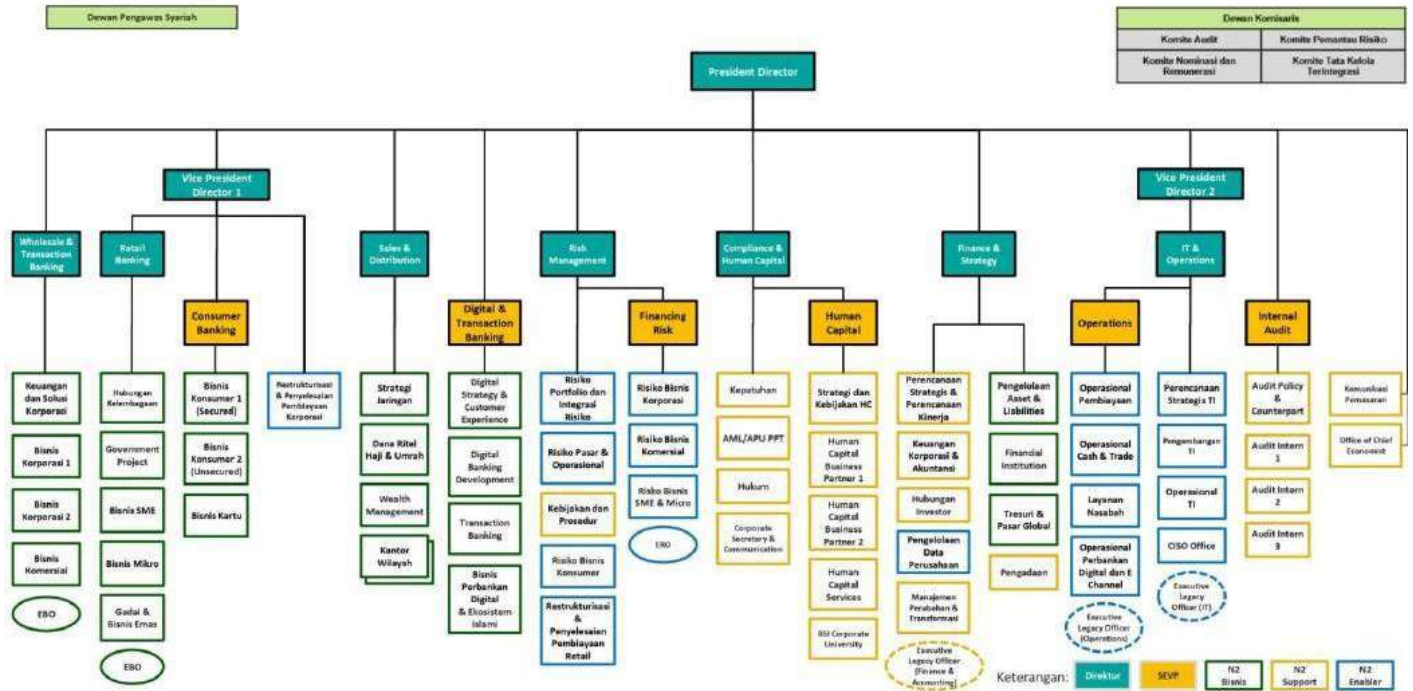 Dewan Pengawas Syariah
Dewan Komisaris
Komite Audit
Komite Pemantau Risiko
Komite Nominasi dan
Remunerasi
Komite Tata Kelola
Terintegrasi
President Director
Vice President
Director 1
Vice President
Director 2
Wholesale &
Transaction
Banking
Retail
Banking
Sales &
Distribution
Risk
Management
Compliance &
Human Capital
Finance &
Strategy
IT &
Operations
Consumer
Banking
Digital &
Transaction
Banking
Financing
Risk
Human
Capital
Operations
Internal
Audit
Keuangan
dan Solusi
Korporasi
Bisnis
Korporasi 1
Bisnis
Korporasi 2
Bisnis
Komersial
EBO
Hubungan
Kelembagaan
Government
Project
Bisnis SME
Bisnis Mikro
Gadai &
Bisnis Emas
EBO
Bisnis
Konsumer 1
(Secured)
Bisnis
Konsumer 2
(Unsecured)
Bisnis Kartu
Restrukturisasi
& Penyelesaian
Pembiayaan
Korporasi
Strategi
Jaringan
Dana Ritel
Haji & Umrah
Wealth
Management
Kantor
Wilayah
Digital
Strategy &
Customer
Experience
Digital
Banking
Development
Transaction
Banking
Bisnis
Perbankan
Digital
& Ekosistem
Islami
Risiko
Portfolio dan
Integrasi
Risiko
Risiko Pasar &
Operasional
Kebijakan dan
Prosedur
Risiko Bisnis
Konsumer
Restrukturisasi
&
Penyelesaian
Pembiayaan
Retail
Risiko Bisnis
Korporasi
Risiko Bisnis
Komersial
Risiko Bisnis
SME & Mikro
ERO
Kepatuhan
AML/APU PPT
Hukum
Corporate
Secretary &
Communication
Strategi dan
Kebijakan HC
Human
Capital
Business
Partner 1
Human
Capital
Business
Partner 2
Human
Capital
Services
BSI Corporate
University
Perencanaan
Strategis &
Perencanaan
Kinerja
Keuangan
Korporasi &
Akuntansi
Hubungan
Investor
Pengelolaan
Data
Perusahaan
Manajemen
Perubahan &
Transformasi
Executive
Legacy Officer
(Finance &
Accounting)
Pengelolaan
Asset &
Liabilities
Financial
Institution
Tresuri &
Pasar Global
Pengadaan
Operasional
Pembiayaan
Operasional
Cash & Trade
Layanan
Nasabah
Operasional
Perbankan
Digital dan E
Channel
Executive
Legacy Officer
(Operations)
Perencanaan
Strategis TI
Pengembangan
TI
Operasional
TI
CISO Office
Executive
Legacy
Officer (IT)
Audit Policy
&
Counterpart
Audit Intern
1
Audit Intern
2
Audit Intern
3
Komunikasi
Pemasaran
Office of Chief
Economist
Keterangan:
Direktur
SEVP
N2
Bisnis
N2
Support
N2
Enabler